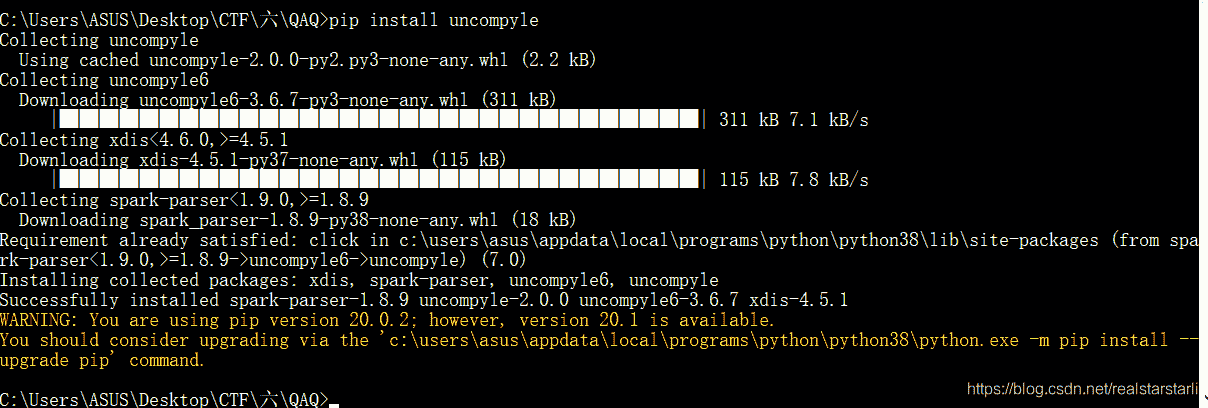 C:\Users\ASUS\Desktop\CTF\六\QAQ>pip install uncompyle
Collecting uncompyle
  Using cached uncompyle-2.0.0-py2.py3-none-any.whl (2.2 kB)
Collecting uncompyle6
  Downloading uncompyle6-3.6.7-py3-none-any.whl (311 kB)
311 kB 7.1 kB/s
Collecting xdis<4.6.0,>=4.5.1
  Downloading xdis-4.5.1-py37-none-any.whl (115 kB)
115 kB 7.8 kB/s
Collecting spark-parser<1.9.0,>=1.8.9
  Downloading spark_parser-1.8.9-py38-none-any.whl (18 kB)
Requirement already satisfied: click in c:\users\asus\appdata\local\programs\python\python38\lib\site-packages (from spa
rk-parser<1.9.0,>=1.8.9->uncompyle6->uncompyle) (7.0)
Installing collected packages: xdis, spark-parser, uncompyle6, uncompyle
Successfully installed spark-parser-1.8.9 uncompyle-2.0.0 uncompyle6-3.6.7 xdis-4.5.1
WARNING: You are using pip version 20.0.2; however, version 20.1 is available.
You should consider upgrading via the 'c:\users\asus\appdata\local\programs\python\python38\python.exe -m pip install --
upgrade pip' command.
C:\Users\ASUS\Desktop\CTF\六\QAQ>
https://blog.csdn.net/realstarstarli